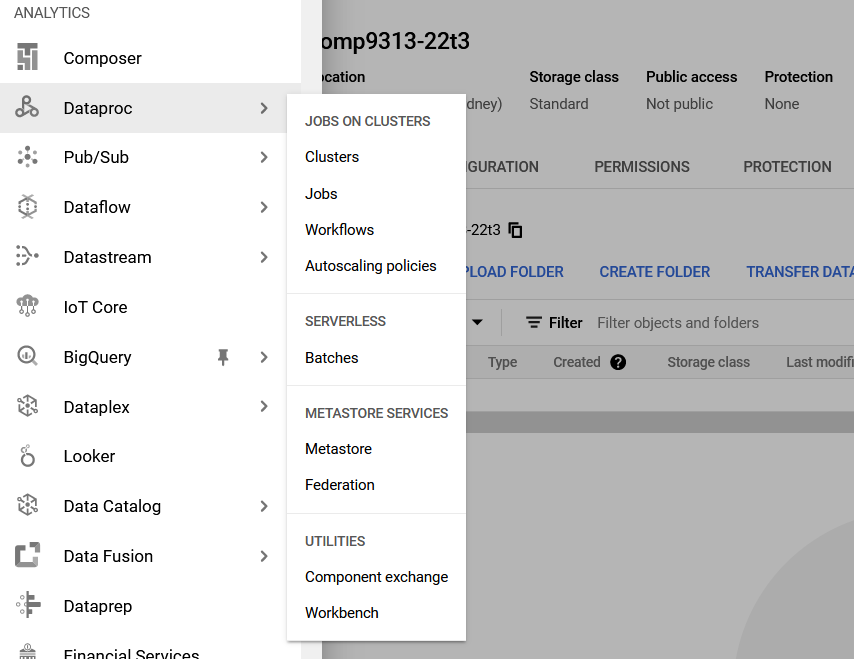 ANALYTICS
Composer
Dataproc
Pub/Sub
Dataflow
Datastream
IoT Core
BigQuery
Dataplex
Looker
Data Catalog
Data Fusion
Dataprep
Financial Services
JOBS ON CLUSTERS
Clusters
Jobs
Workflows
Autoscaling policies
SERVERLESS
Batches
METASTORE SERVICES
Metastore
Federation
UTILITIES
Component exchange
Workbench
omp9313-22t3
ocation Storage class Public access Protection
dney) Standard Not public None
IGURATION PERMISSIONS PROTECTION
-22t3
PLOAD FOLDER CREATE FOLDER TRANSFER DATA
Filter Filter objects and folders
Type Created ? Storage class Last modifi